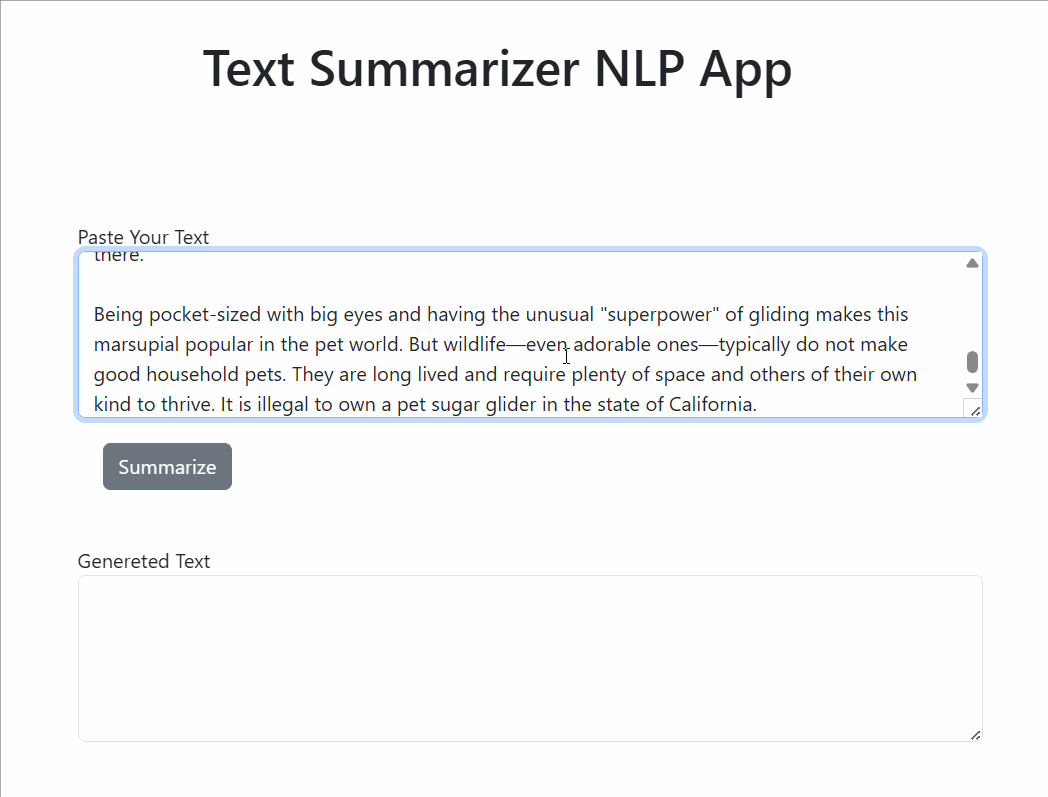 Text Summarizer NLP App
Paste Your Text
there.
Being pocket-sized with big eyes and having the unusual "superpower" of gliding makes this
marsupial popular in the pet world. But wildlife—even adorable ones—typically do not make
good household pets. They are long lived and require plenty of space and others of their own
kind to thrive. It is illegal to own a pet sugar glider in the state of California.
Summarize
Genereted Text